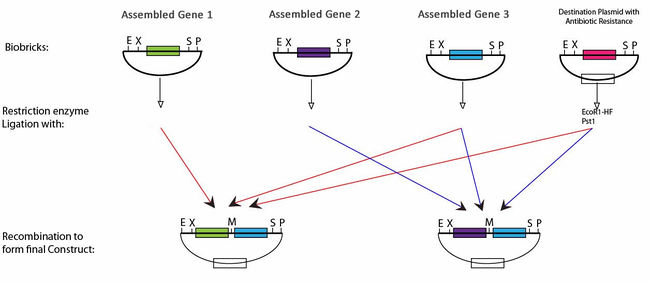 Assembled Gene 1
Assembled Gene 2
Assembled Gene 3
Destination Plasmid with
Antibiotic Resistance
Biobricks:
E X S P
E X S P
E X S P
E X S P
Restriction enzyme
Ligation with:
EcoR1-HF
Pst1
Recombination to
form final Construct:
E X M S P
E X M S P